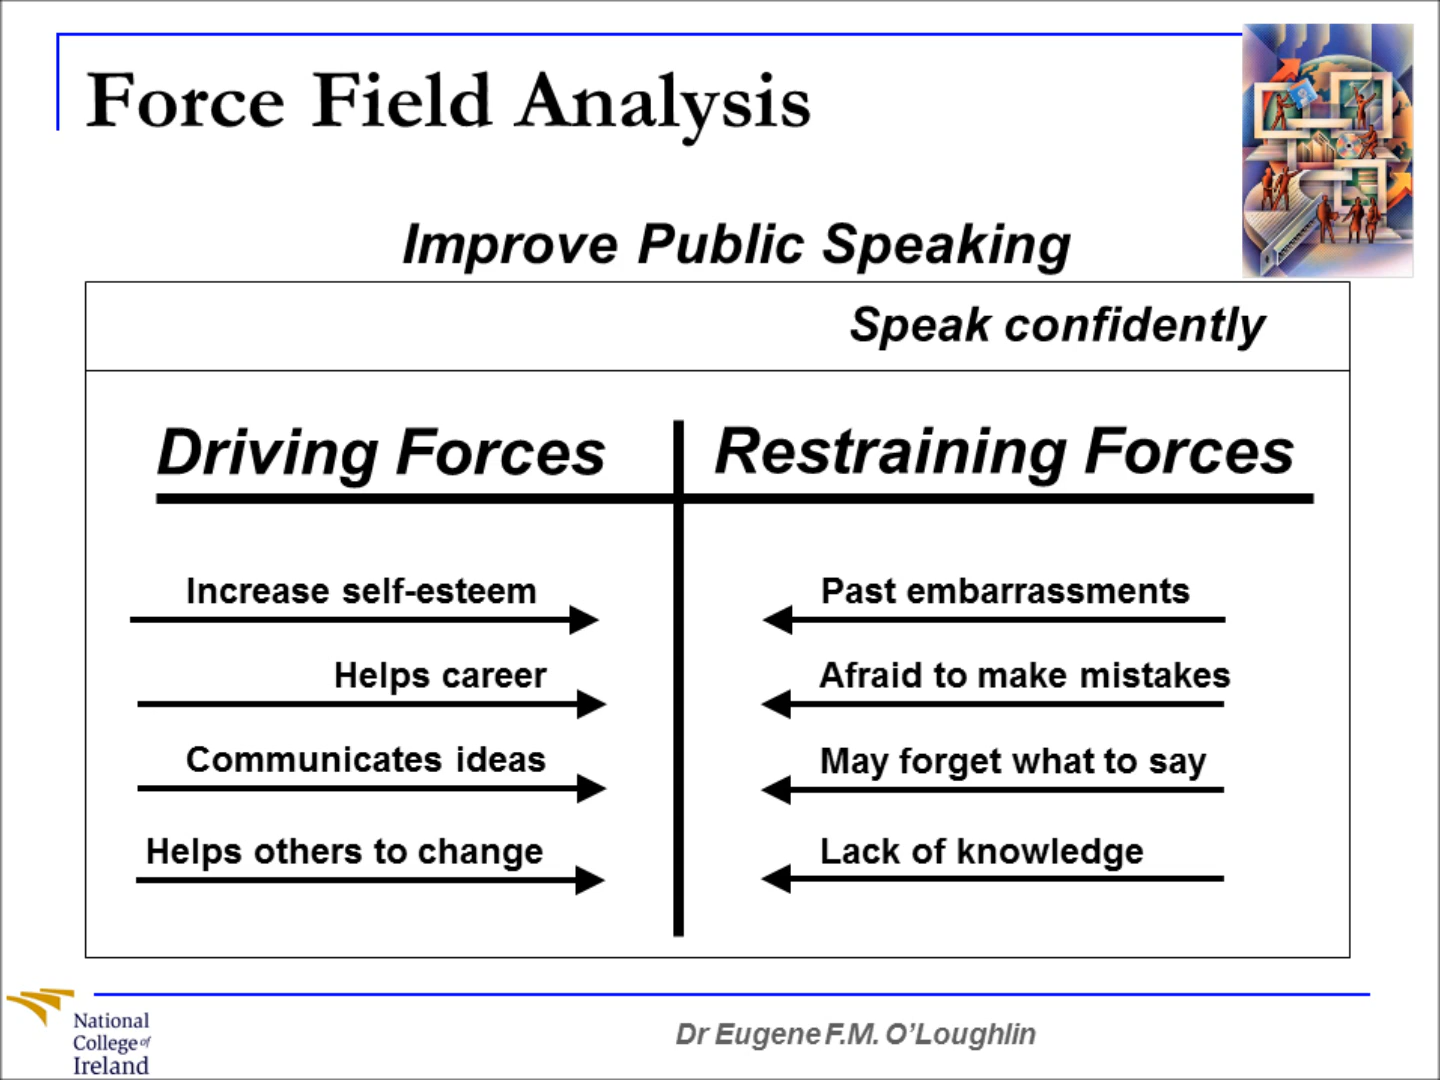 Force Field Analysis
Improve Public Speaking
Speak confidently
Driving Forces
Restraining Forces
Increase self-esteem
Past embarrassments
Helps career
Afraid to make mistakes
Communicates ideas
May forget what to say
Helps others to change
Lack of knowledge
National
College of
Ireland
Dr Eugene F.M. O’Loughlin